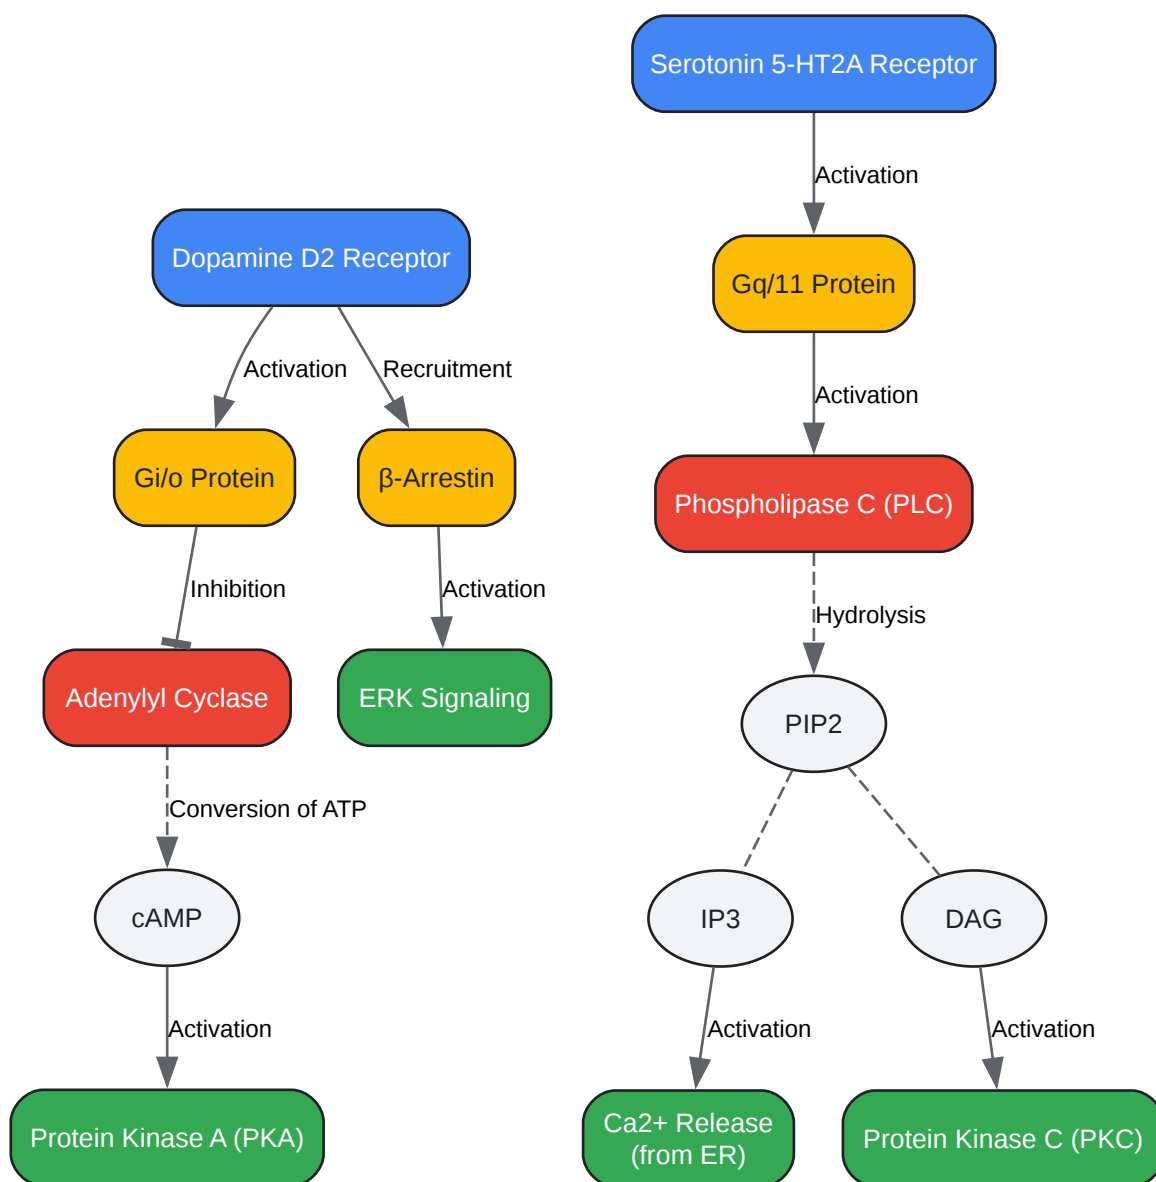 Serotonin 5-HT2A Receptor
Activation
Dopamine D2 Receptor
Gq/11 Protein
Activation
Recruitment
Activation
Gi/o Protein
β-Arrestin
Phospholipase C (PLC)
Inhibition
Activation
Hydrolysis
Adenylyl Cyclase
ERK Signaling
PIP2
Conversion of ATP
cAMP
IP3
DAG
Activation
Activation
Activation
Protein Kinase A (PKA)
Ca2+ Release
(from ER)
Protein Kinase C (PKC)